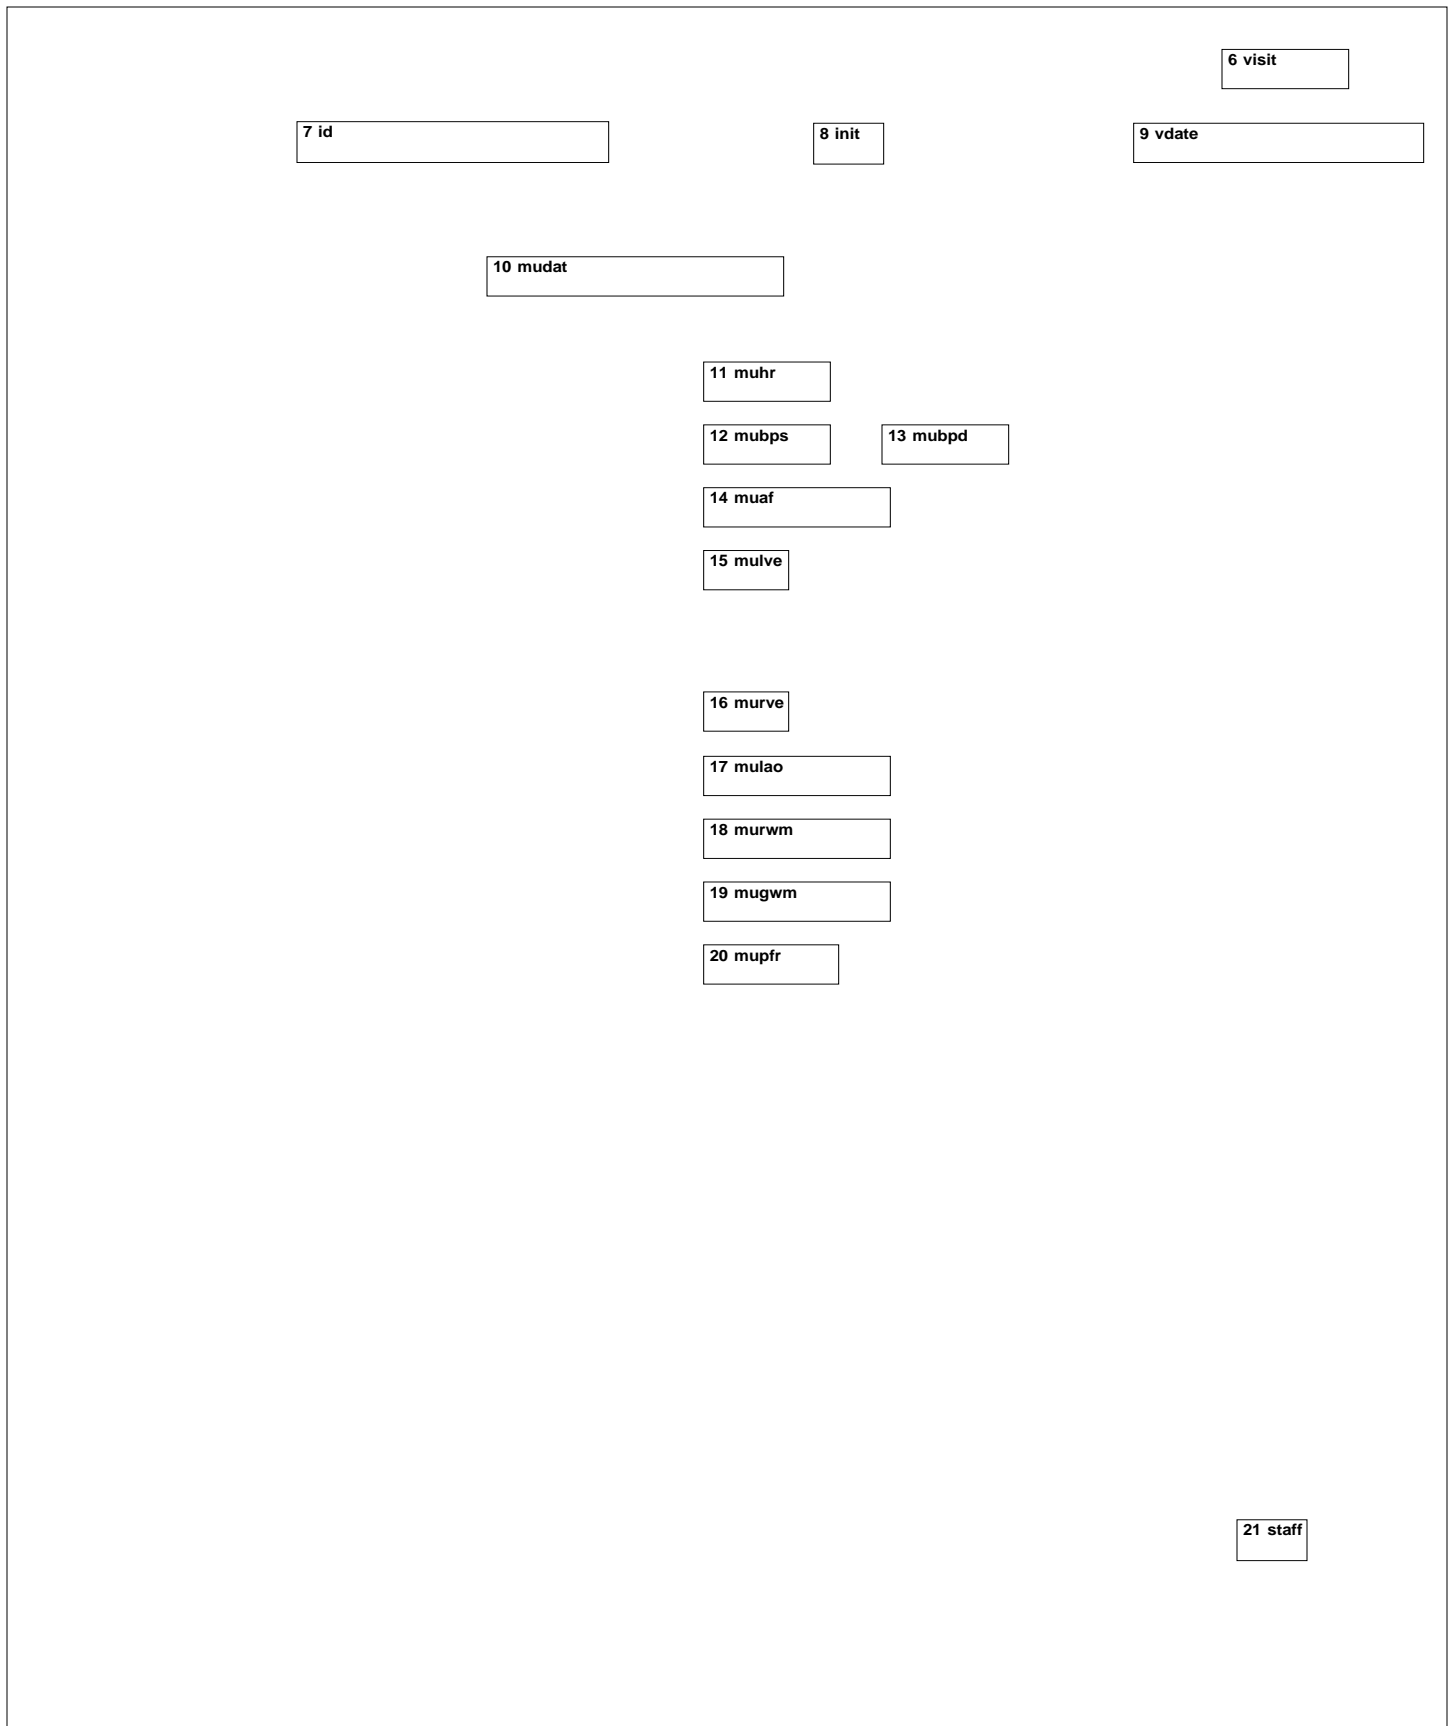 6 visit
7 id 8 init 9 vdate
10 mudat
11 muhr
12 mubps 13 mubpd
14 muaf
15 mulve
16 murve
17 mulao
18 murwm
19 mugwm
20 mupfr
21 staff